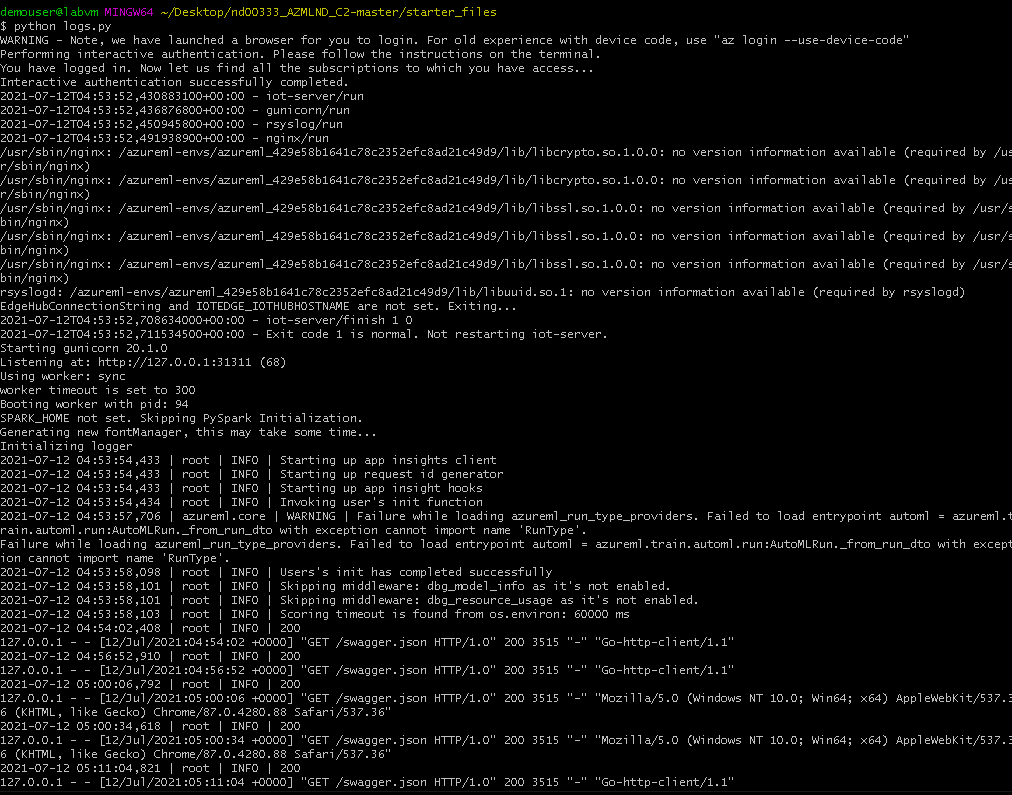 demouser@labvm MINGW64 ~/Desktop/nd00333_AZMLND_C2-master/starter_files
$ python logs.py
WARNING - Note, we have launched a browser for you to login. For old experience with device code, use "az login --use-device-code"
Performing interactive authentication. Please follow the instructions on the terminal.
You have logged in. Now let us find all the subscriptions to which you have access...
Interactive authentication successfully completed.
2021-07-12T04:53:52,430883100+00:00 - iot-server/run
2021-07-12T04:53:52,436876800+00:00 - gunicorn/run
2021-07-12T04:53:52,450945800+00:00 - rsyslog/run
2021-07-12T04:53:52,491938900+00:00 - nginx/run
/usr/sbin/nginx: /azureml-envs/azureml_429e58b1641c78c2352efc8ad21c49d9/lib/libcrypto.so.1.0.0: no version information available (required by /us
r/sbin/nginx)
/usr/sbin/nginx: /azureml-envs/azureml_429e58b1641c78c2352efc8ad21c49d9/lib/libcrypto.so.1.0.0: no version information available (required by /us
r/sbin/nginx)
/usr/sbin/nginx: /azureml-envs/azureml_429e58b1641c78c2352efc8ad21c49d9/lib/libssl.so.1.0.0: no version information available (required by /usr/s
bin/nginx)
/usr/sbin/nginx: /azureml-envs/azureml_429e58b1641c78c2352efc8ad21c49d9/lib/libssl.so.1.0.0: no version information available (required by /usr/s
bin/nginx)
/usr/sbin/nginx: /azureml-envs/azureml_429e58b1641c78c2352efc8ad21c49d9/lib/libssl.so.1.0.0: no version information available (required by /usr/s
bin/nginx)
rsyslogd: /azureml-envs/azureml_429e58b1641c78c2352efc8ad21c49d9/lib/libuuid.so.1: no version information available (required by rsyslogd)
EdgeHubConnectionString and IOTEDGE_IOTHUBHOSTNAME are not set. Exiting...
2021-07-12T04:53:52,708634000+00:00 - iot-server/finish 1 0
2021-07-12T04:53:52,711534500+00:00 - Exit code 1 is normal. Not restarting iot-server.
Starting gunicorn 20.1.0
Listening at: http://127.0.0.1:31311 (68)
Using worker: sync
worker timeout is set to 300
Booting worker with pid: 94
SPARK_HOME not set. Skipping PySpark Initialization.
Generating new fontManager, this may take some time...
Initializing logger
2021-07-12 04:53:54,433 | root | INFO | Starting up app insights client
2021-07-12 04:53:54,433 | root | INFO | Starting up request id generator
2021-07-12 04:53:54,433 | root | INFO | Starting up app insight hooks
2021-07-12 04:53:54,434 | root | INFO | Invoking user's init function
2021-07-12 04:53:57,706 | azureml.core | WARNING | Failure while loading azureml_run_type_providers. Failed to load entrypoint automl = azureml.t
rain.automl.run:AutoMLRun._from_run_dto with exception cannot import name 'RunType'.
Failure while loading azureml_run_type_providers. Failed to load entrypoint automl = azureml.train.automl.run:AutoMLRun._from_run_dto with except
ion cannot import name 'RunType'.
2021-07-12 04:53:58,098 | root | INFO | Users's init has completed successfully
2021-07-12 04:53:58,101 | root | INFO | Skipping middleware: dbg_model_info as it's not enabled.
2021-07-12 04:53:58,101 | root | INFO | Skipping middleware: dbg_resource_usage as it's not enabled.
2021-07-12 04:53:58,103 | root | INFO | Scoring timeout is found from os.environ: 60000 ms
2021-07-12 04:54:02,408 | root | INFO | 200
127.0.0.1 - - [12/Jul/2021:04:54:02 +0000] "GET /swagger.json HTTP/1.0" 200 3515 "-" "Go-http-client/1.1"
2021-07-12 04:56:52,910 | root | INFO | 200
127.0.0.1 - - [12/Jul/2021:04:56:52 +0000] "GET /swagger.json HTTP/1.0" 200 3515 "-" "Go-http-client/1.1"
2021-07-12 05:00:06,792 | root | INFO | 200
127.0.0.1 - - [12/Jul/2021:05:00:06 +0000] "GET /swagger.json HTTP/1.0" 200 3515 "-" "Mozilla/5.0 (Windows NT 10.0; Win64; x64) AppleWebKit/537.3
6 (KHTML, like Gecko) Chrome/87.0.4280.88 Safari/537.36"
2021-07-12 05:00:34,618 | root | INFO | 200
127.0.0.1 - - [12/Jul/2021:05:00:34 +0000] "GET /swagger.json HTTP/1.0" 200 3515 "-" "Mozilla/5.0 (Windows NT 10.0; Win64; x64) AppleWebKit/537.3
6 (KHTML, like Gecko) Chrome/87.0.4280.88 Safari/537.36"
2021-07-12 05:11:04,821 | root | INFO | 200
127.0.0.1 - - [12/Jul/2021:05:11:04 +0000] "GET /swagger.json HTTP/1.0" 200 3515 "-" "Go-http-client/1.1"